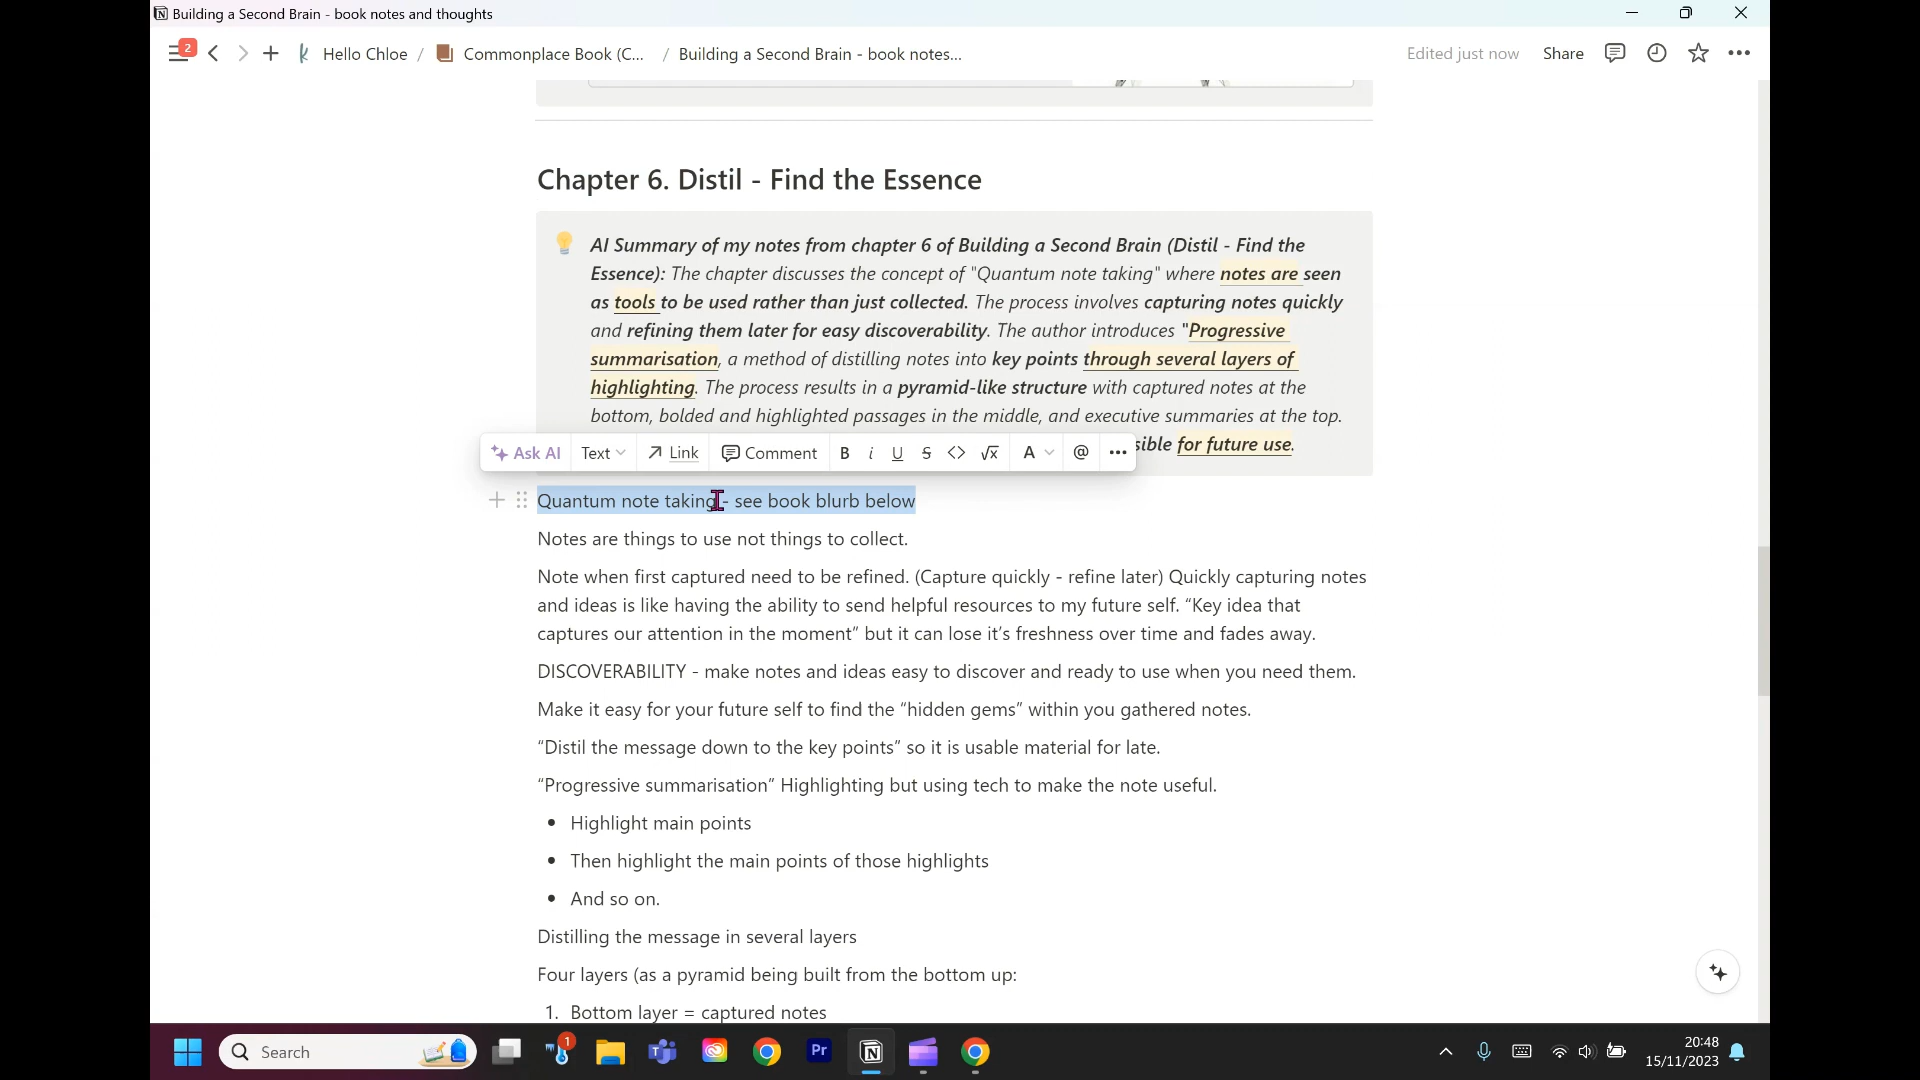 Building a Second Brain - book notes and thoughts
2
Hello Chloe / Commonplace Book (C... / Building a Second Brain - book notes...
Edited just now Share
Chapter 6. Distil - Find the Essence
AI Summary of my notes from chapter 6 of Building a Second Brain (Distil - Find the
Essence): The chapter discusses the concept of "Quantum note taking" where notes are seen
as tools to be used rather than just collected. The process involves capturing notes quickly
and refining them later for easy discoverability. The author introduces "Progressive
summarisation, a method of distilling notes into key points through several layers of
highlighting. The process results in a pyramid-like structure with captured notes at the
bottom, bolded and highlighted passages in the middle, and executive summaries at the top.
sible for future use.
Ask AI Text Link Comment B i U S <> √x A @ •••
Quantum note taking - see book blurb below
Notes are things to use not things to collect.
Note when first captured need to be refined. (Capture quickly - refine later) Quickly capturing notes
and ideas is like having the ability to send helpful resources to my future self. “Key idea that
captures our attention in the moment” but it can lose it’s freshness over time and fades away.
DISCOVERABILITY - make notes and ideas easy to discover and ready to use when you need them.
Make it easy for your future self to find the “hidden gems” within you gathered notes.
“Distil the message down to the key points” so it is usable material for late.
“Progressive summarisation” Highlighting but using tech to make the note useful.
• Highlight main points
• Then highlight the main points of those highlights
• And so on.
Distilling the message in several layers
Four layers (as a pyramid being built from the bottom up:
1. Bottom layer = captured notes
Search
1
Pr
20:48
15/11/2023